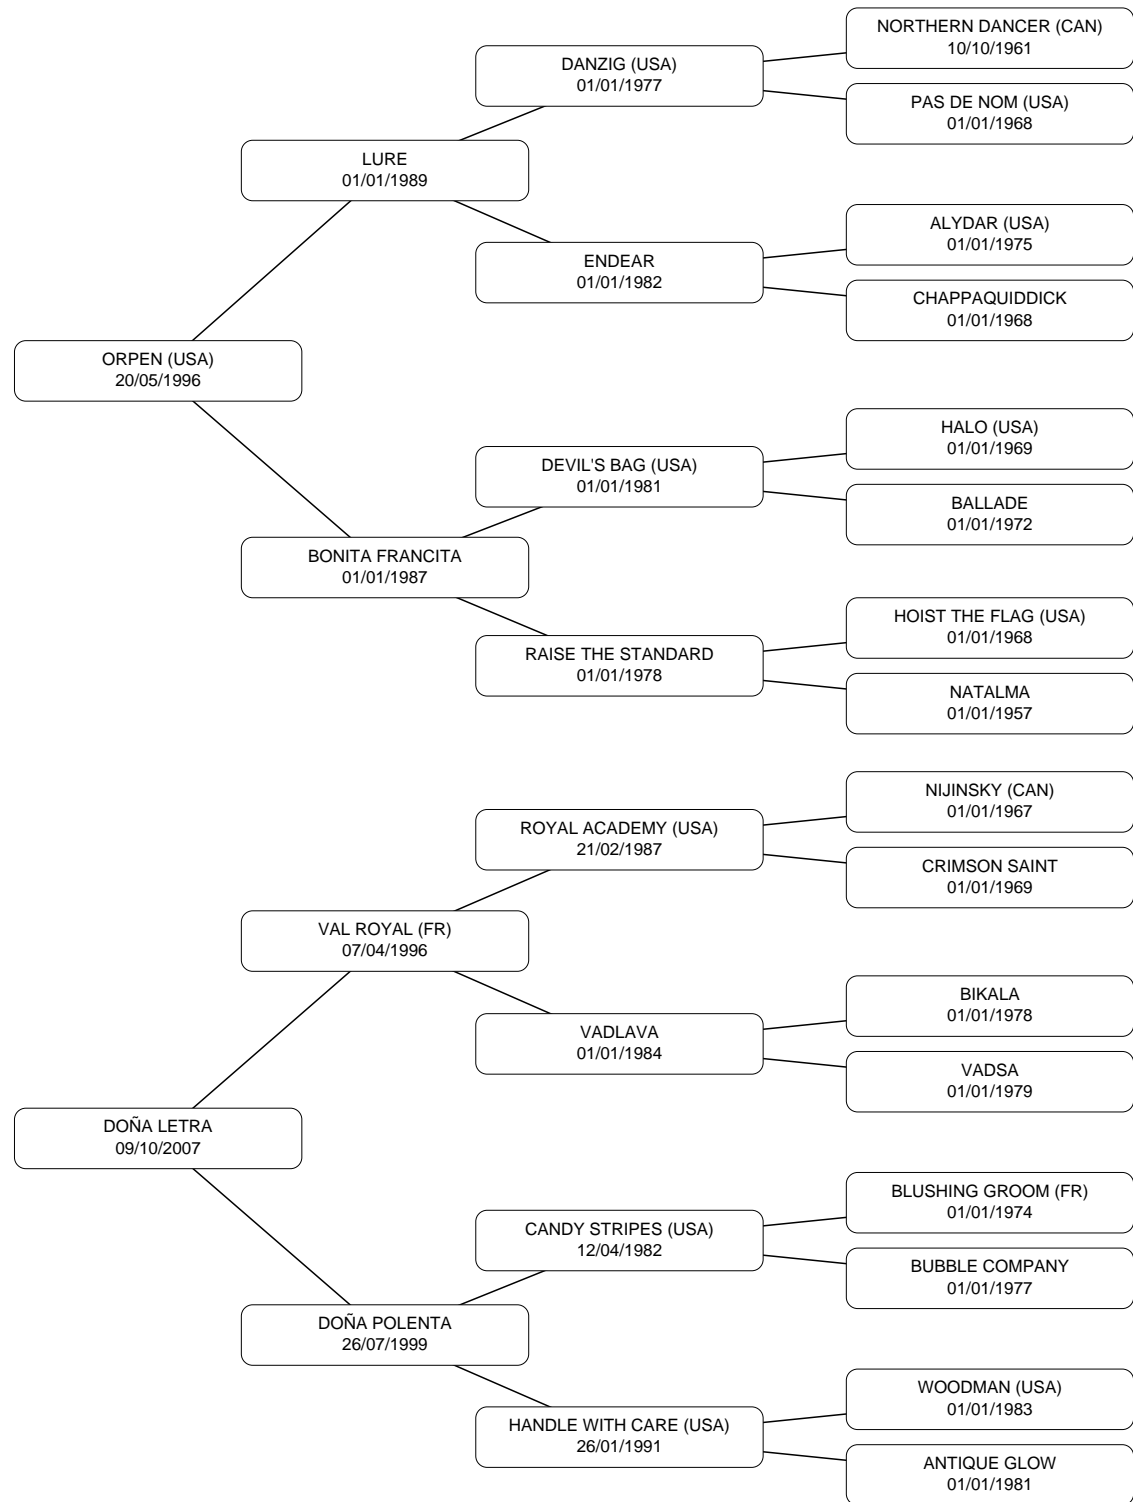 NORTHERN DANCER (CAN)
10/10/1961
DANZIG (USA)
01/01/1977
PAS DE NOM (USA)
01/01/1968
LURE
01/01/1989
ALYDAR (USA)
01/01/1975
ENDEAR
01/01/1982
CHAPPAQUIDDICK
01/01/1968
ORPEN (USA)
20/05/1996
HALO (USA)
01/01/1969
DEVIL'S BAG (USA)
01/01/1981
BALLADE
01/01/1972
BONITA FRANCITA
01/01/1987
HOIST THE FLAG (USA)
01/01/1968
RAISE THE STANDARD
01/01/1978
NATALMA
01/01/1957
NIJINSKY (CAN)
01/01/1967
ROYAL ACADEMY (USA)
21/02/1987
CRIMSON SAINT
01/01/1969
VAL ROYAL (FR)
07/04/1996
BIKALA
01/01/1978
VADLAVA
01/01/1984
VADSA
01/01/1979
DOÑA LETRA
09/10/2007
BLUSHING GROOM (FR)
01/01/1974
CANDY STRIPES (USA)
12/04/1982
BUBBLE COMPANY
01/01/1977
DOÑA POLENTA
26/07/1999
WOODMAN (USA)
01/01/1983
HANDLE WITH CARE (USA)
26/01/1991
ANTIQUE GLOW
01/01/1981